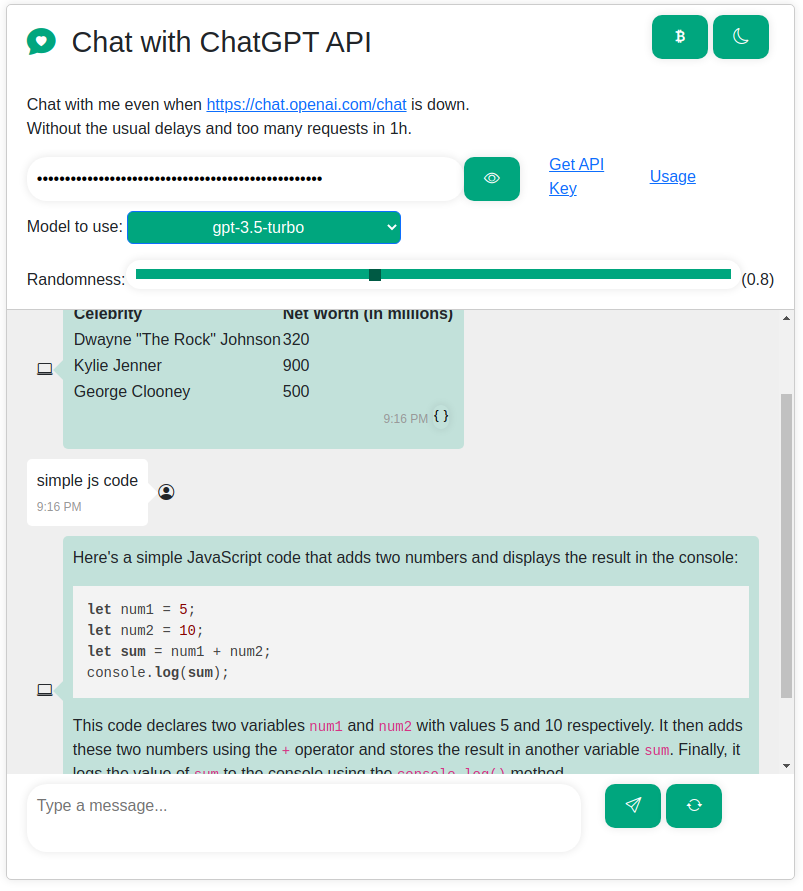 Chat with ChatGPT API
Chat with me even when https://chat.openai.com/chat is down.
Without the usual delays and too many requests in 1h.
••••••••••••••••••••••••••••••••••••••••••••••••••• Get API Key Usage
Model to use: gpt-3.5-turbo
Randomness: (0.8)
Celebrity Net Worth (in millions)
Dwayne "The Rock" Johnson 320
Kylie Jenner 900
George Clooney 500
9:16 PM { }
simple js code
9:16 PM
Here's a simple JavaScript code that adds two numbers and displays the result in the console:
let num1 = 5;
let num2 = 10;
let sum = num1 + num2;
console.log(sum);
This code declares two variables num1 and num2 with values 5 and 10 respectively. It then adds
these two numbers using the + operator and stores the result in another variable sum. Finally, it
logs the value of sum to the console using the console.log() method
Type a message...